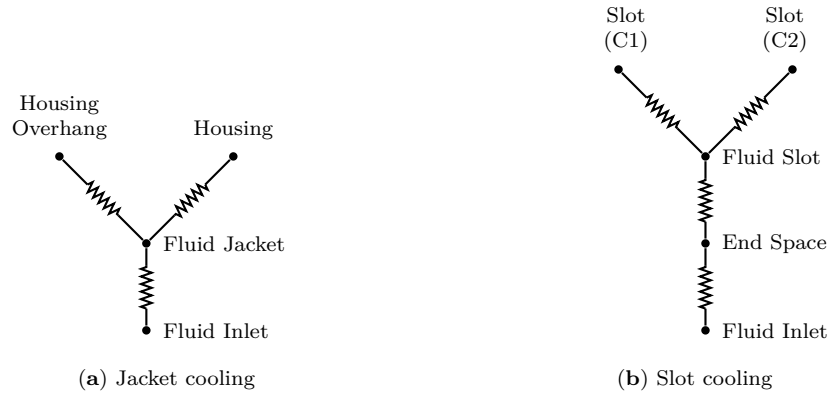 Housing
Overhang
Housing
Fluid Jacket
Fluid Inlet
(a) Jacket cooling
Slot
(C1)
Slot
(C2)
Fluid Slot
End Space
Fluid Inlet
(b) Slot cooling